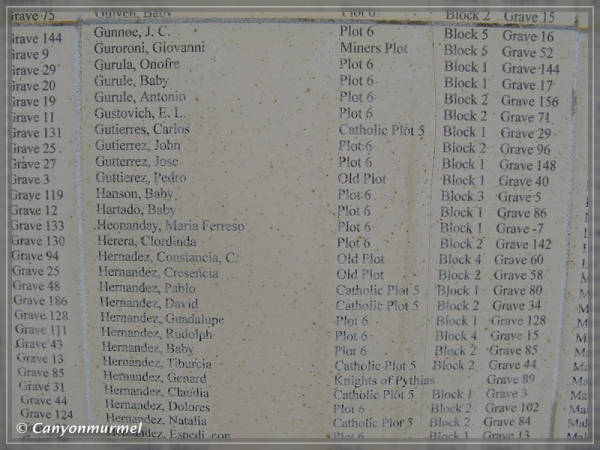 Grave 75
Grave 144
Grave 9
Grave 29
Grave 20
Grave 19
Grave 11
Grave 131
Grave 25
Grave 27
Grave 3
Grave 119
Grave 12
Grave 133
Grave 130
Grave 94
Grave 25
Grave 48
Grave 186
Grave 128
Grave 111
Grave 43
Grave 13
Grave 85
Grave 31
Grave 44
Grave 124
Gulven, Baby Plot 6 Block 2 Grave 15
Gunnoe, J. C. Plot 6 Block 5 Grave 16
Gururoni, Giovanni Miners Plot Block 5 Grave 52
Gurula, Onofre Plot 6 Block 1 Grave 144
Gurule, Baby Plot 6 Block 1 Grave 17
Gurule, Antonio Plot 6 Block 2 Grave 156
Gustovich, E. L. Plot 6 Block 2 Grave 71
Gutierres, Carlos Catholic Plot 5 Block 1 Grave 29
Gutierrez, John Plot 6 Block 2 Grave 96
Gutterrez, Jose Plot 6 Block 1 Grave 148
Guttierez, Pedro Old Plot Block 1 Grave 40
Hanson, Baby Plot 6 Block 3 Grave 5
Hartado, Baby Plot 6 Block 1 Grave 86
Heonanday, Maria Ferreso Plot 6 Block 1 Grave -7
Herera, Clordinda Plot 6 Block 2 Grave 142
Hernadez, Constancia, C. Old Plot Block 4 Grave 60
Hernandez, Cresencia Old Plot Block 2 Grave 58
Hernandez, Pablo Catholic Plot 5 Block 1 Grave 80
Hernandez, David Catholic Plot 5 Block 2 Grave 34
Hernandez, Guadalupe Plot 6 Block 1 Grave 128
Hernandez, Rudolph Plot 6 Block 4 Grave 15
Hernandez, Baby Plot 6 Block 2 Grave 85
Hernandez, Tiburcia Catholic Plot 5 Block 2 Grave 44
Hernandez, Genard Knights of Pythias Grave 89
Hernandez, Claudia Catholic Plot 5 Block 1 Grave 3
Hernandez, Dolores Plot 6 Block 2 Grave 102
Hernandez, Natalia Catholic Plot 5 Block 2 Grave 84
Hernandez, Plot 6 Block 1 Grave 13
© Canyonmurmel